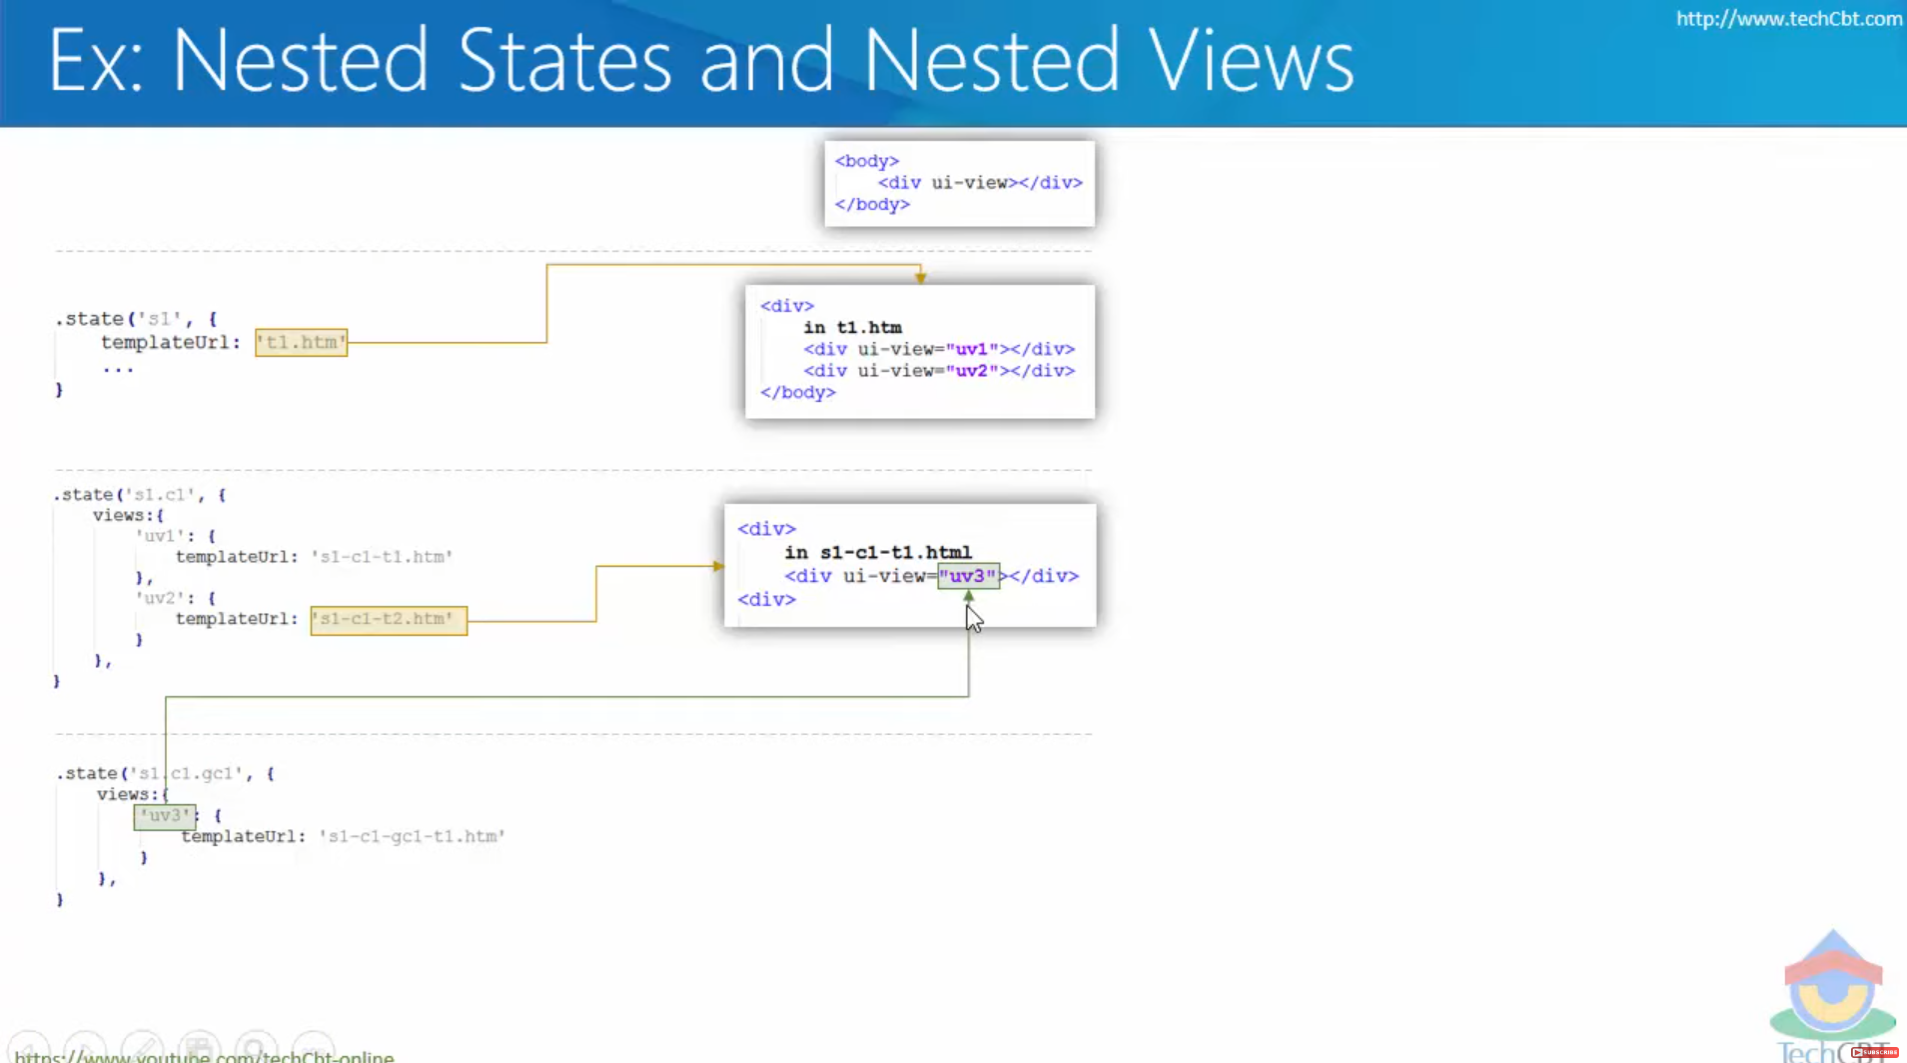 http://www.techCbt.com
Ex: Nested States and Nested Views
<body>
<div ui-view></div>
</body>
.state('s1', {
templateUrl: 't1.htm'
...
}
<div>
in t1.htm
<div ui-view="uv1"></div>
<div ui-view="uv2"></div>
</body>
.state('s1.c1', {
views:{
'uv1': {
templateUrl: 's1-c1-t1.htm'
},
'uv2': {
templateUrl: 's1-c1-t2.htm'
}
},
}
<div>
in s1-c1-t1.html
<div ui-view="uv3"></div>
<div>
.state('s1.c1.gc1', {
views:{
'uv3': {
templateUrl: 's1-c1-gc1-t1.htm'
}
},
}
https://www.youtube.com/techCbt-online
TechCBT
SUBSCRIBE